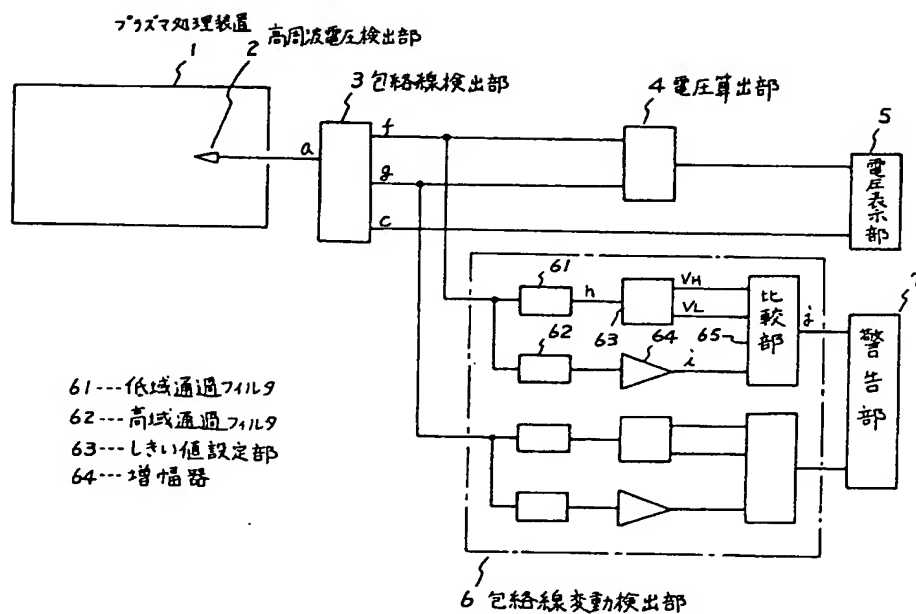 プラズマ処理装置
1
2 高周波電圧検出部
a
3 包絡線検出部
f
g
c
4 電圧算出部
5
電圧表示部
61
h
63
VH
VL
62
64
i
65
比較部
j
7
警告部
61---低域通過フィルタ
62---高域通過フィルタ
63---しきい値設定部
64---増幅器
6 包絡線変動検出部